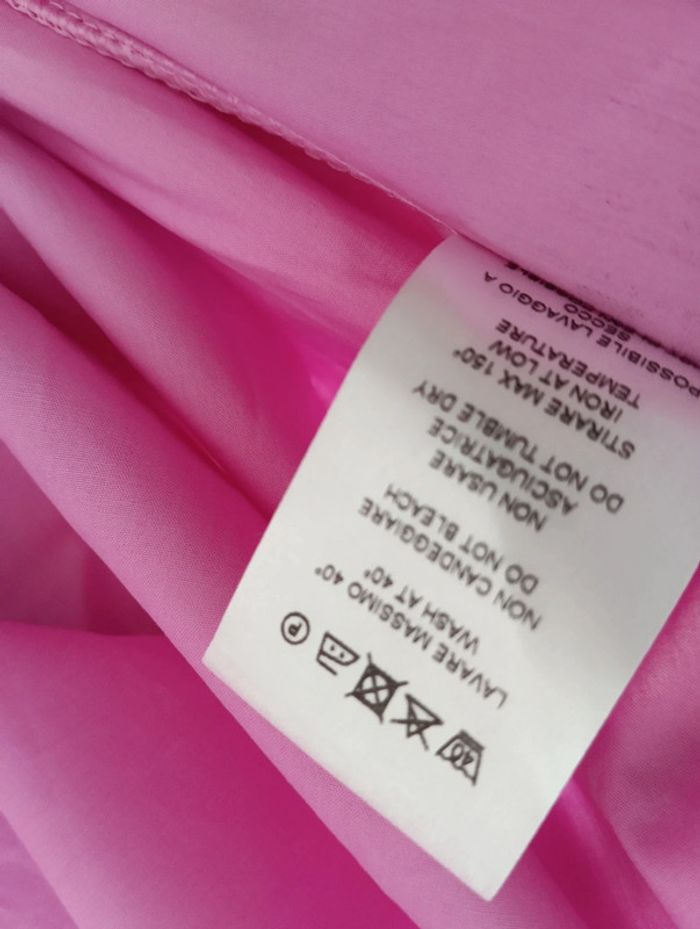 40
P
LAVARE MASSIMO 40°
WASH AT 40°
NON CANDEGGIARE
DO NOT BLEACH
NON USARE
ASCIUGATRICE
DO NOT TUMBLE DRY
STIRARE MAX 150°
IRON AT LOW
TEMPERATURE
POSSIBILE LAVAGGIO A
SECCO